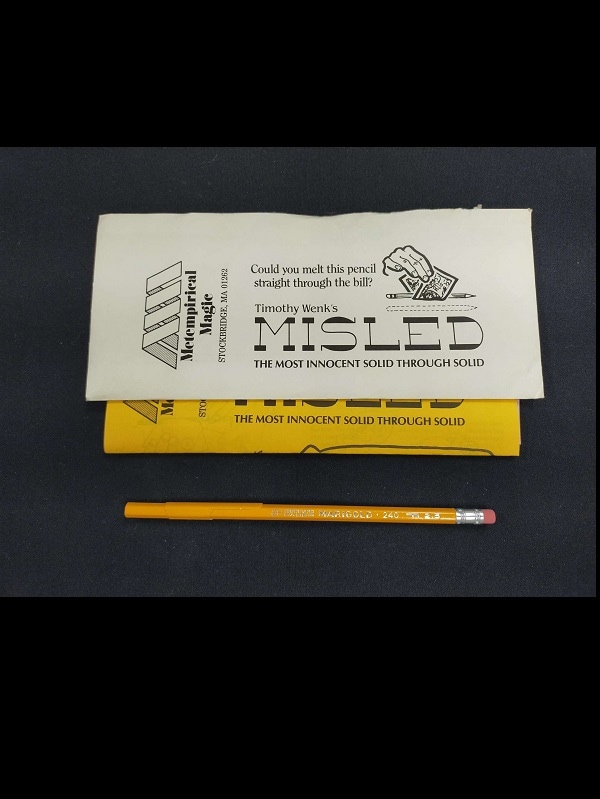 Metempirical
Magic
STOCKBRIDGE, MA 01262
Could you melt this pencil
straight through the bill?
Timothy Wenk's
MISLED
THE MOST INNOCENT SOLID THROUGH SOLID
MISLED
THE MOST INNOCENT SOLID THROUGH SOLID
MARIGOLD • 240